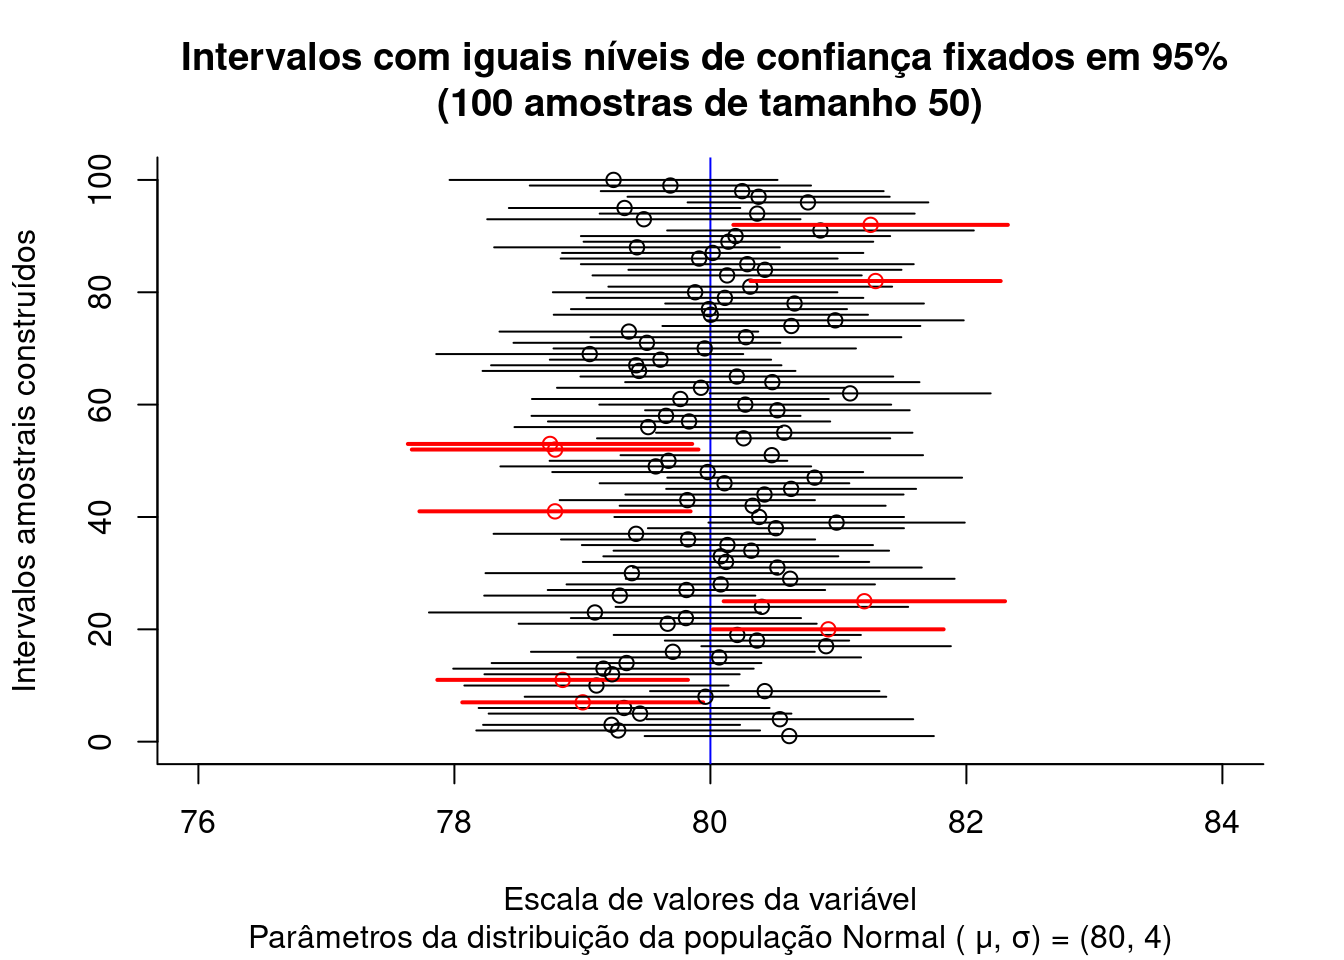 Intervalos com iguais níveis de confiança fixados em 95%
(100 amostras de tamanho 50)
Intervalos amostrais construídos
100
80
60
40
20
0
76 78 80 82 84
Escala de valores da variável
Parâmetros da distribuição da população Normal ( μ, σ) = (80, 4)